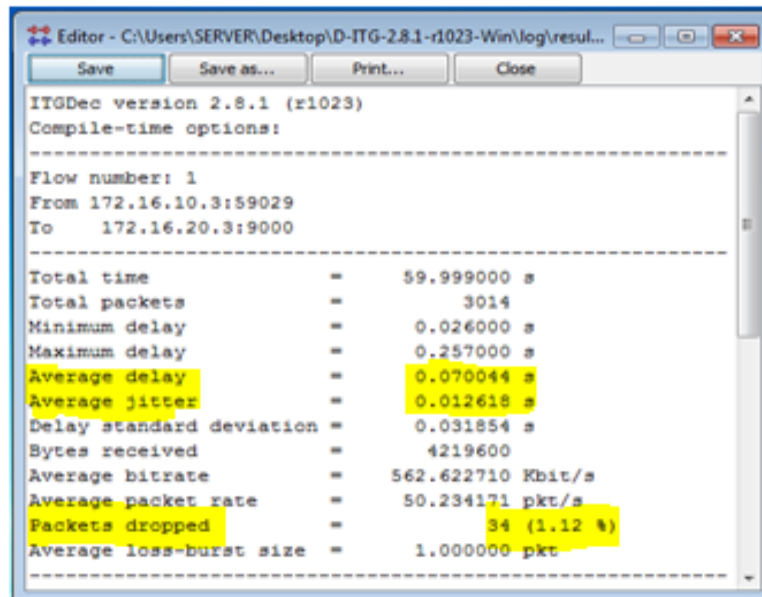 Editor - C:\Users\SERVER\Desktop\D-ITG-2.8.1-r1023-Win\log\resul...
Save Save as... Print... Close
ITGDec version 2.8.1 (r1023)
Compile-time options:
----------------------------------------------------------
Flow number: 1
From 172.16.10.3:59029
To 172.16.20.3:9000
----------------------------------------------------------
Total time = 59.999000 s
Total packets = 3014
Minimum delay = 0.026000 s
Maximum delay = 0.257000 s
Average delay = 0.070044 s
Average jitter = 0.012618 s
Delay standard deviation = 0.031854 s
Bytes received = 4219600
Average bitrate = 562.622710 Kbit/s
Average packet rate = 50.234171 pkt/s
Packets dropped = 34 (1.12 %)
Average loss-burst size = 1.000000 pkt
----------------------------------------------------------